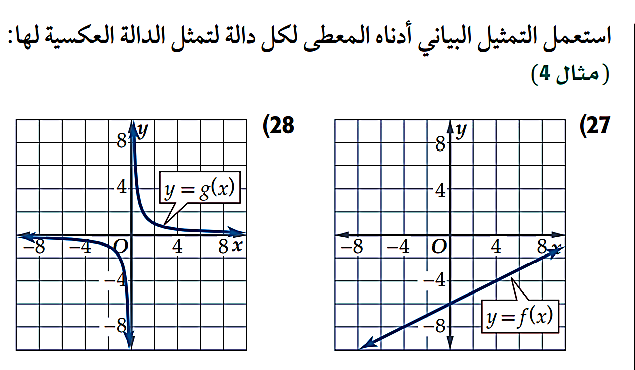 استعمل التمثيل البياني أدناه المعطى لكل دالة لتمثل الدالة العكسية لها:
(مثال 4)
(27
y
8
4
−8 −4 O 4 8 x
−4
−8
y = f(x)
(28
y
8
4
y = g(x)
−8 −4 O 4 8 x
−4
−8